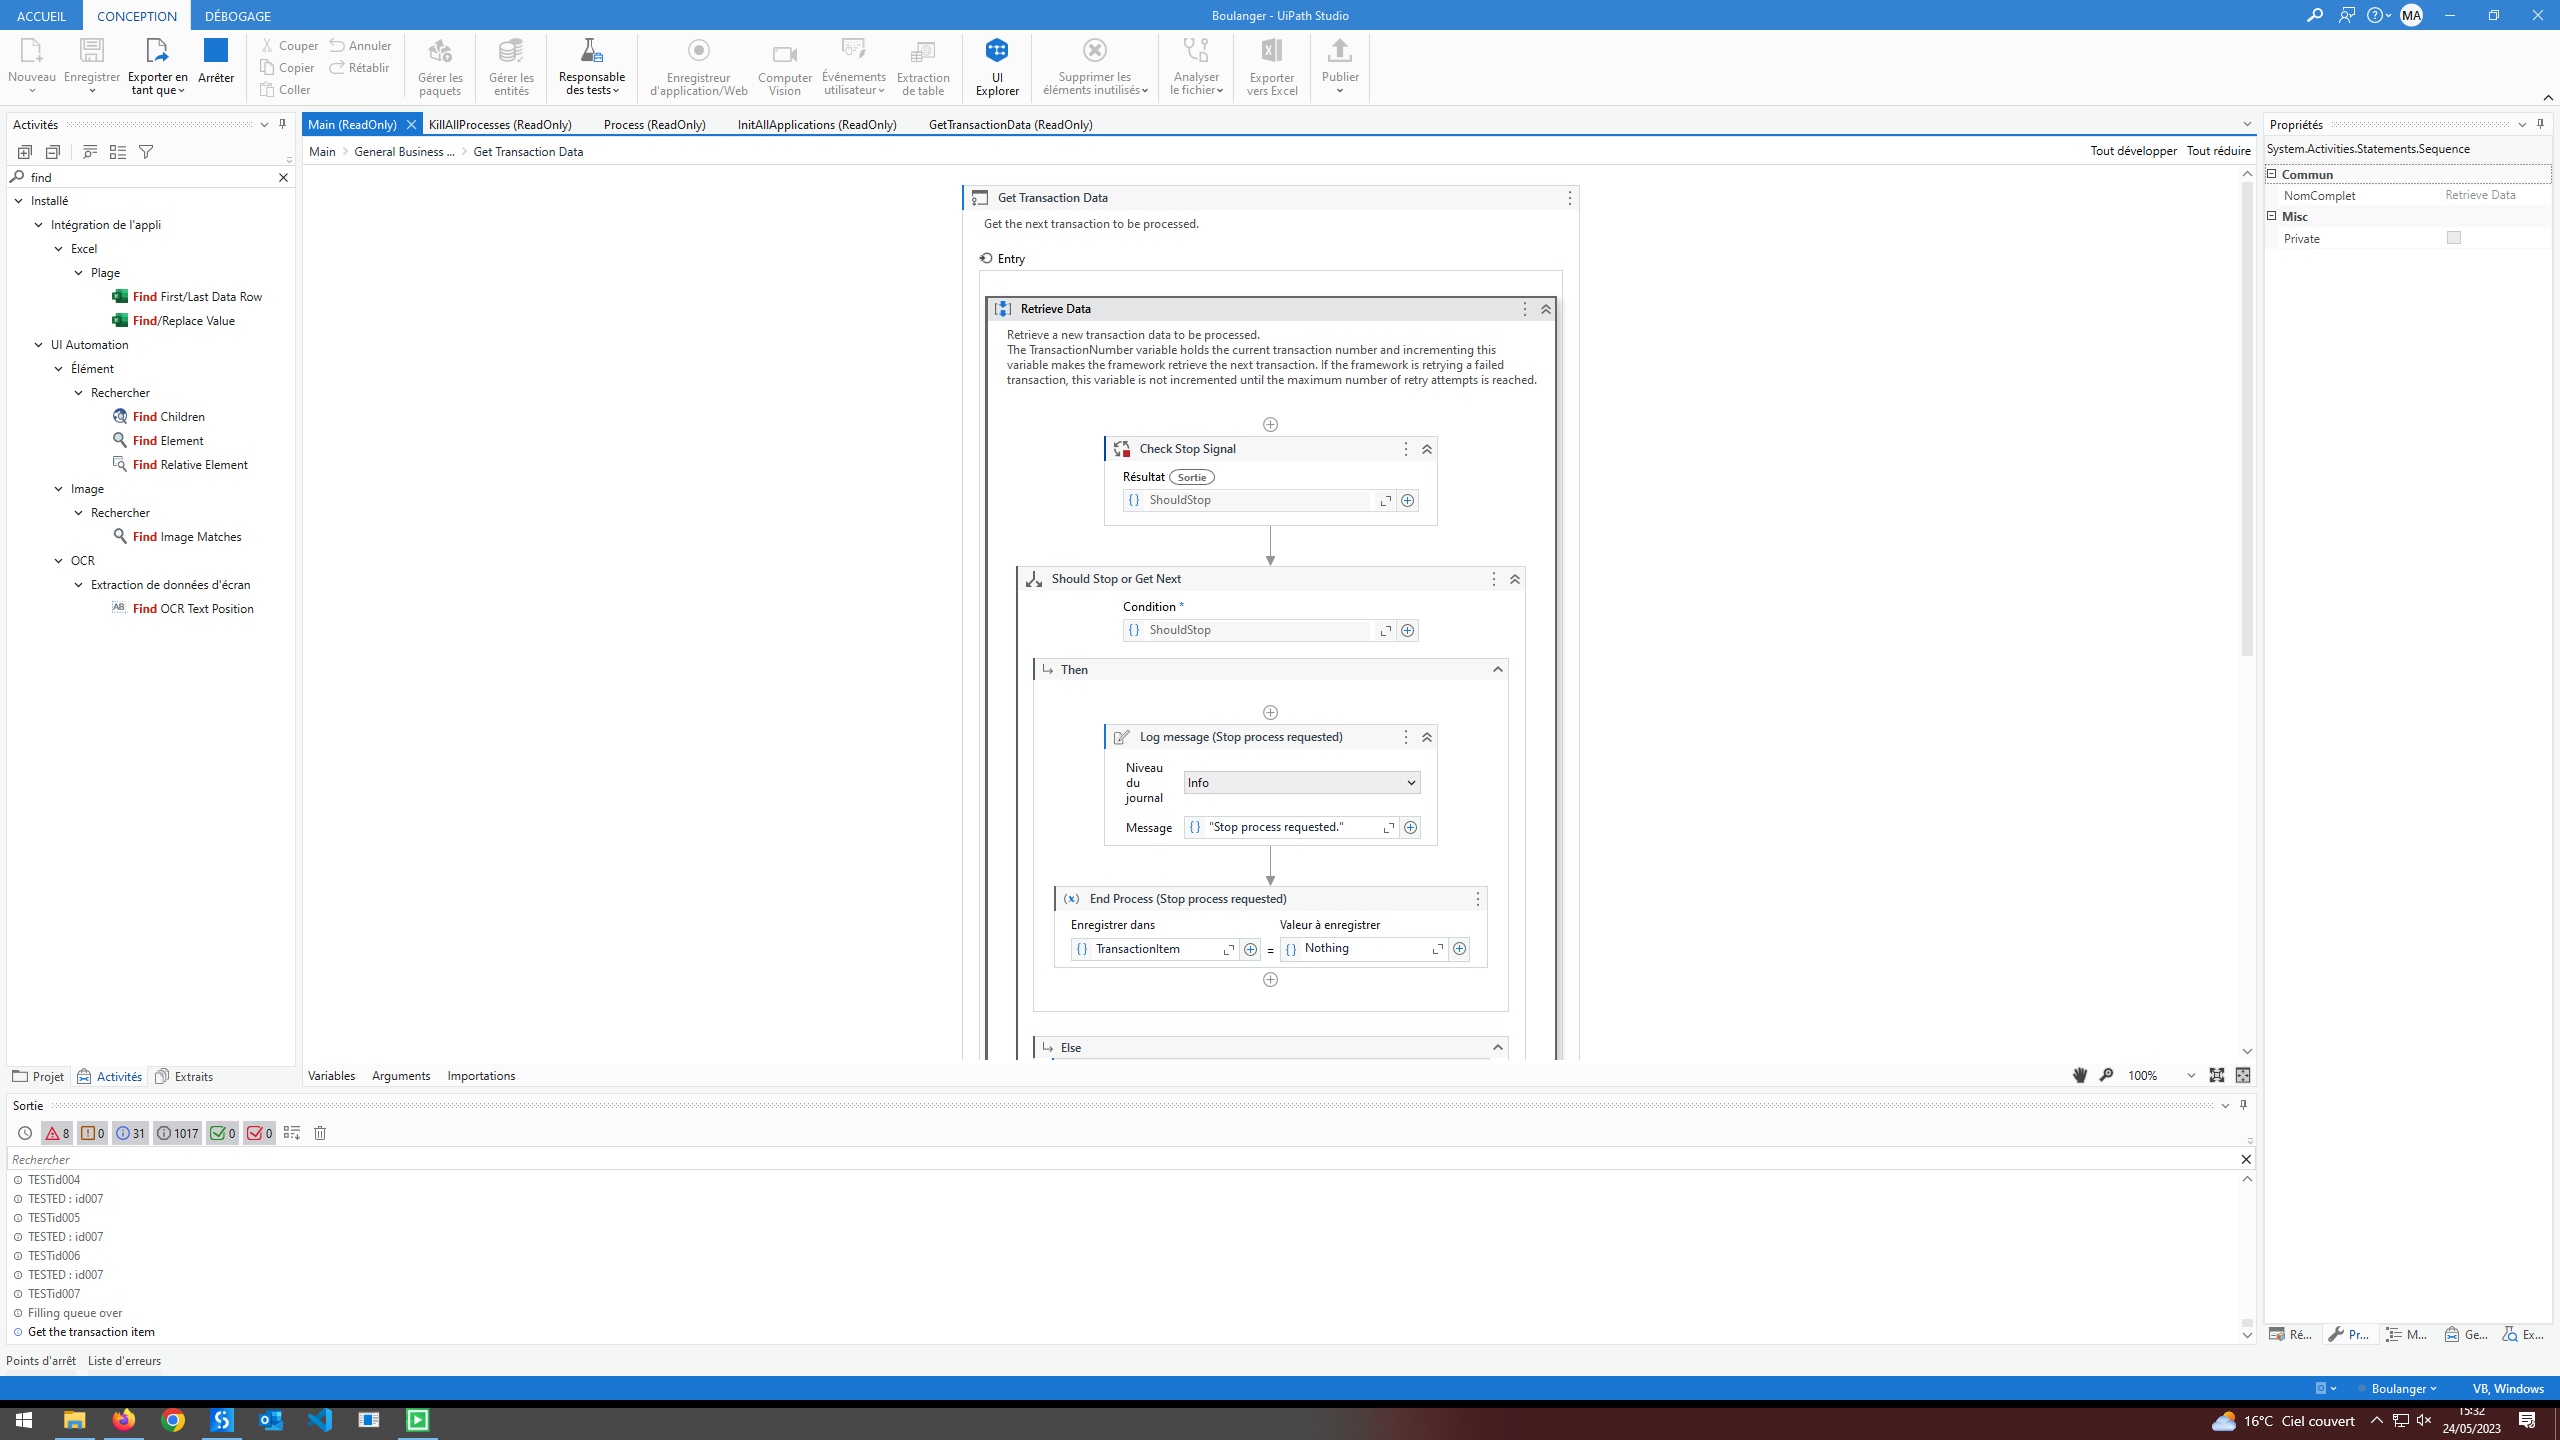 ACCUEIL
CONCEPTION
DÉBOGAGE
Boulanger - UiPath Studio
MA
Nouveau
Enregistrer
Exporter en
tant que
Arrêter
Couper
Copier
Coller
Annuler
Rétablir
Gérer les
paquets
Gérer les
entités
Responsable
des tests
Enregistreur
d'application/Web
Computer
Vision
Événements
utilisateur
Extraction
de table
UI
Explorer
Supprimer les
éléments inutilisés
Analyser
le fichier
Exporter
vers Excel
Publier
Activités
find
Installé
Intégration de l'appli
Excel
Plage
Find First/Last Data Row
Find/Replace Value
UI Automation
Élément
Rechercher
Find Children
Find Element
Find Relative Element
Image
Rechercher
Find Image Matches
OCR
Extraction de données d'écran
Find OCR Text Position
Projet
Activités
Extraits
Main (ReadOnly)
KillAllProcesses (ReadOnly)
Process (ReadOnly)
InitAllApplications (ReadOnly)
GetTransactionData (ReadOnly)
Main
General Business ...
Get Transaction Data
Tout développer
Tout réduire
Get Transaction Data
Get the next transaction to be processed.
Entry
Retrieve Data
Retrieve a new transaction data to be processed.
The TransactionNumber variable holds the current transaction number and incrementing this
variable makes the framework retrieve the next transaction. If the framework is retrying a failed
transaction, this variable is not incremented until the maximum number of retry attempts is reached.
Check Stop Signal
Résultat
Sortie
ShouldStop
Should Stop or Get Next
Condition *
ShouldStop
Then
Log message (Stop process requested)
Niveau
du
journal
Info
Message
"Stop process requested."
End Process (Stop process requested)
Enregistrer dans
Valeur à enregistrer
TransactionItem
=
Nothing
Else
Variables
Arguments
Importations
100%
Propriétés
System.Activities.Statements.Sequence
Commun
NomComplet
Retrieve Data
Misc
Private
Ré...
Pr...
M...
Ge...
Ex...
Sortie
8
0
31
1017
0
0
Rechercher
TESTid004
TESTED : id007
TESTid005
TESTED : id007
TESTid006
TESTED : id007
TESTid007
Filling queue over
Get the transaction item
Points d'arrêt
Liste d'erreurs
Boulanger
VB, Windows
16°C Ciel couvert
15:32
24/05/2023